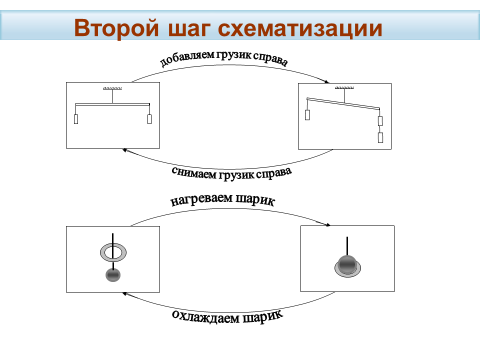 Второй шаг схематизации
добавляем грузик справа
снимаем грузик справа
нагреваем шарик
охлаждаем шарик